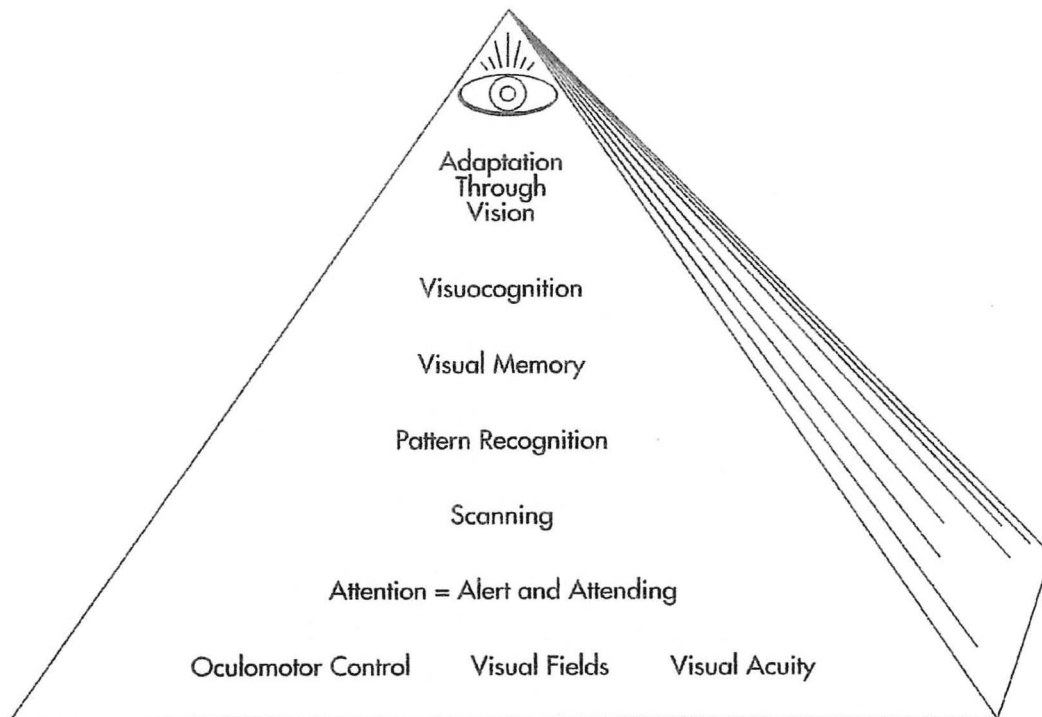 Adaptation
Through
Vision
Visuocognition
Visual Memory
Pattern Recognition
Scanning
Attention = Alert and Attending
Oculomotor Control Visual Fields Visual Acuity